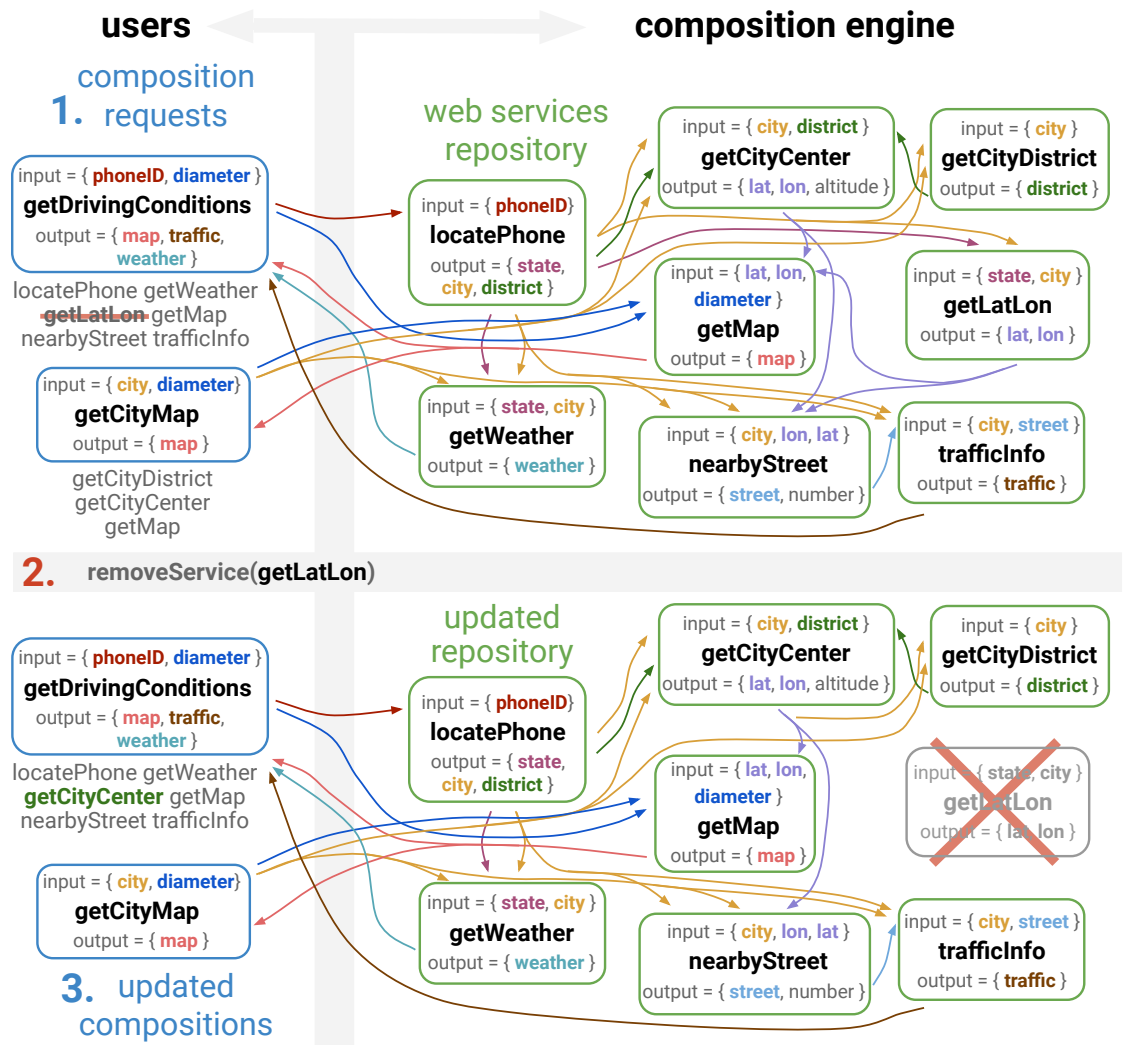 users
composition engine
composition
1. requests
web services
repository
input = { phoneID, diameter }
getDrivingConditions
output = { map, traffic,
weather }
locatePhone getWeather
getLatLon getMap
nearbyStreet trafficInfo
input = { city, diameter}
getCityMap
output = { map }
getCityDistrict
getCityCenter
getMap
input = { phoneID}
locatePhone
output = { state,
city, district }
input = { city, district }
getCityCenter
output = { lat, lon, altitude }
input = { city }
getCityDistrict
output = { district }
input = { lat, lon,
diameter }
getMap
output = { map }
input = { state, city }
getLatLon
output = { lat, lon }
input = { state, city }
getWeather
output = { weather }
input = { city, lon, lat }
nearbyStreet
output = { street, number }
input = { city, street }
trafficInfo
output = { traffic }
2. removeService(getLatLon)
updated
repository
input = { phoneID, diameter }
getDrivingConditions
output = { map, traffic,
weather }
locatePhone getWeather
getCityCenter getMap
nearbyStreet trafficInfo
input = { city, diameter}
getCityMap
output = { map }
3. updated
compositions
input = { phoneID}
locatePhone
output = { state,
city, district }
input = { city, district }
getCityCenter
output = { lat, lon, altitude }
input = { city }
getCityDistrict
output = { district }
input = { lat, lon,
diameter }
getMap
output = { map }
input = { state, city }
getLatLon
output = { lat, lon }
input = { state, city }
getWeather
output = { weather }
input = { city, lon, lat }
nearbyStreet
output = { street, number }
input = { city, street }
trafficInfo
output = { traffic }